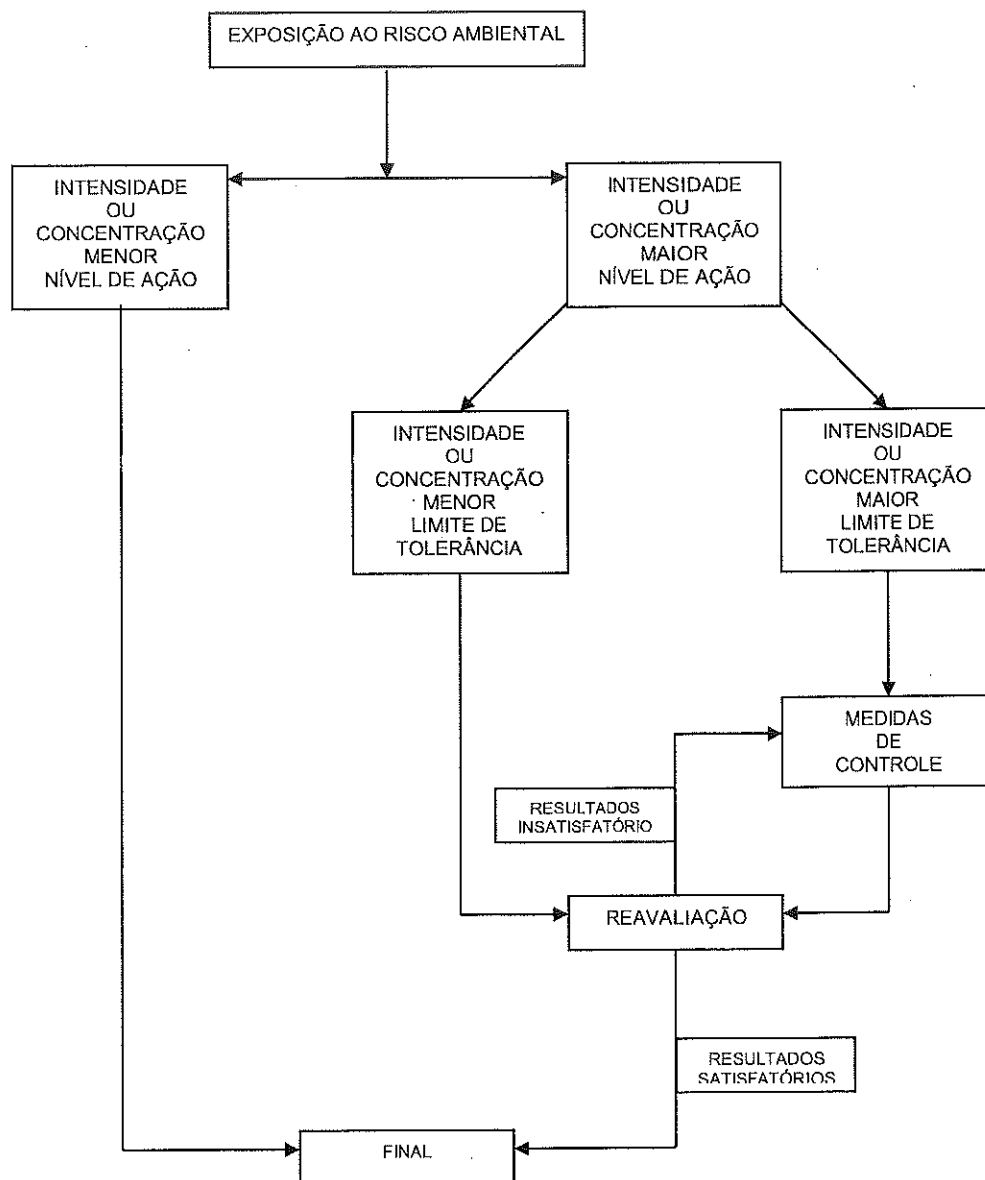 EXPOSIÇÃO AO RISCO AMBIENTAL
INTENSIDADE
OU
CONCENTRAÇÃO
MENOR
NÍVEL DE AÇÃO
INTENSIDADE
OU
CONCENTRAÇÃO
MAIOR
NÍVEL DE AÇÃO
INTENSIDADE
OU
CONCENTRAÇÃO
MENOR
LIMITE DE
TOLERÂNCIA
INTENSIDADE
OU
CONCENTRAÇÃO
MAIOR
LIMITE DE
TOLERÂNCIA
MEDIDAS
DE
CONTROLE
RESULTADOS
INSATISFATÓRIO
REAVALIAÇÃO
RESULTADOS
SATISFATÓRIOS
FINAL